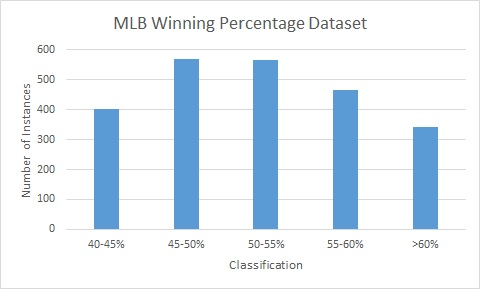 MLB Winning Percentage Dataset
600
500
400
300
200
100
0
Number of Instances
40-45% 45-50% 50-55% 55-60% >60%
Classification